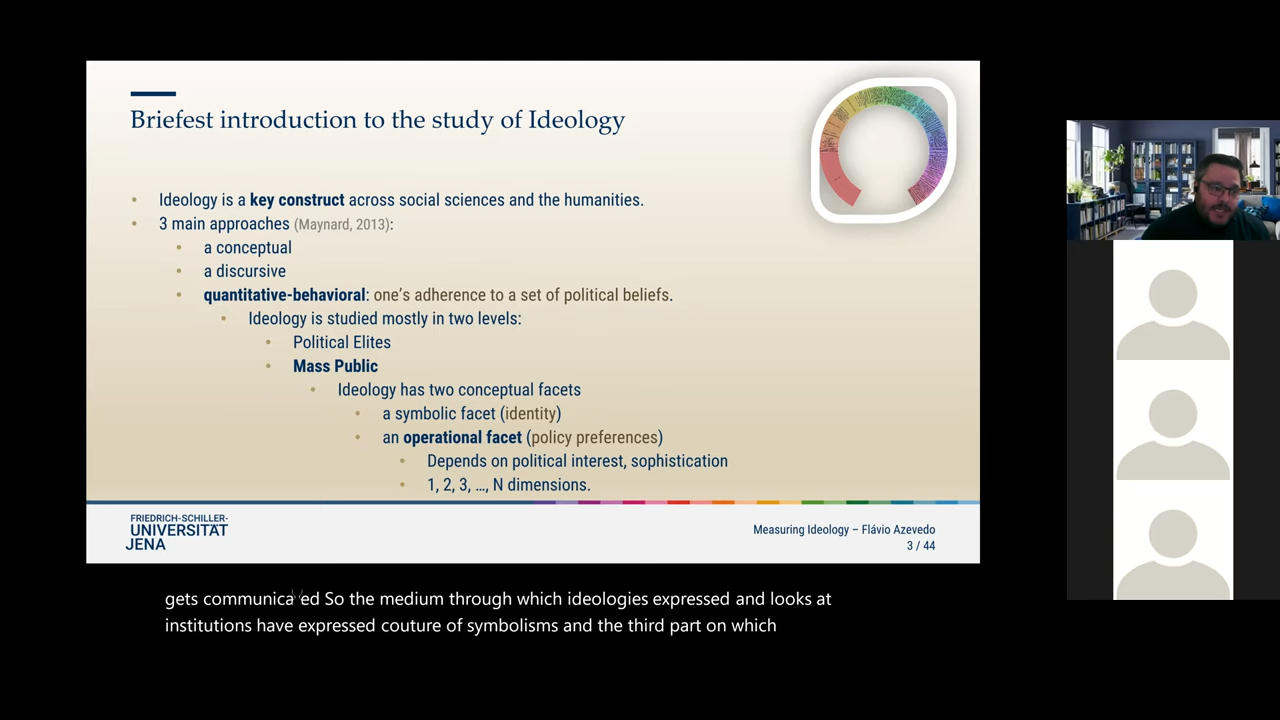 Briefest introduction to the study of Ideology
• Ideology is a key construct across social sciences and the humanities.
• 3 main approaches (Maynard, 2013):
• a conceptual
• a discursive
• quantitative-behavioral: one's adherence to a set of political beliefs.
• Ideology is studied mostly in two levels:
• Political Elites
• Mass Public
• Ideology has two conceptual facets
• a symbolic facet (identity)
• an operational facet (policy preferences)
• Depends on political interest, sophistication
• 1, 2, 3, ..., N dimensions.
FRIEDRICH-SCHILLER-
UNIVERSITÄT
JENA
Measuring Ideology – Flávio Azevedo
3 / 44
gets communica ed So the medium through which ideologies expressed and looks at
institutions have expressed couture of symbolisms and the third part on which